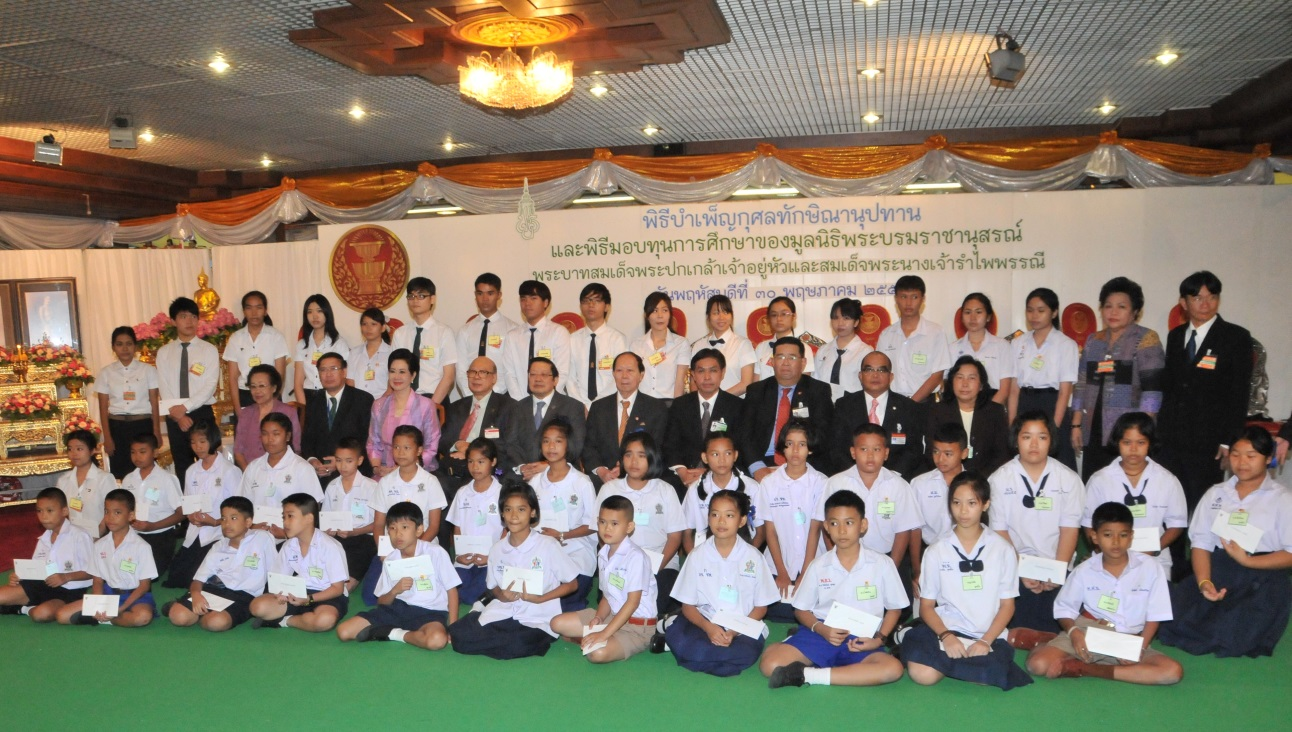 พิธีบำเพ็ญกุศลทักษิณานุปทาน
และพิธีมอบทุนการศึกษาของมูลนิธิพระบรมราชานุสรณ์
พระบาทสมเด็จพระปกเกล้าเจ้าอยู่หัวและสมเด็จพระนางเจ้ารำไพพรรณี
วันพฤหัสบดีที่ ๓๐ พฤษภาคม